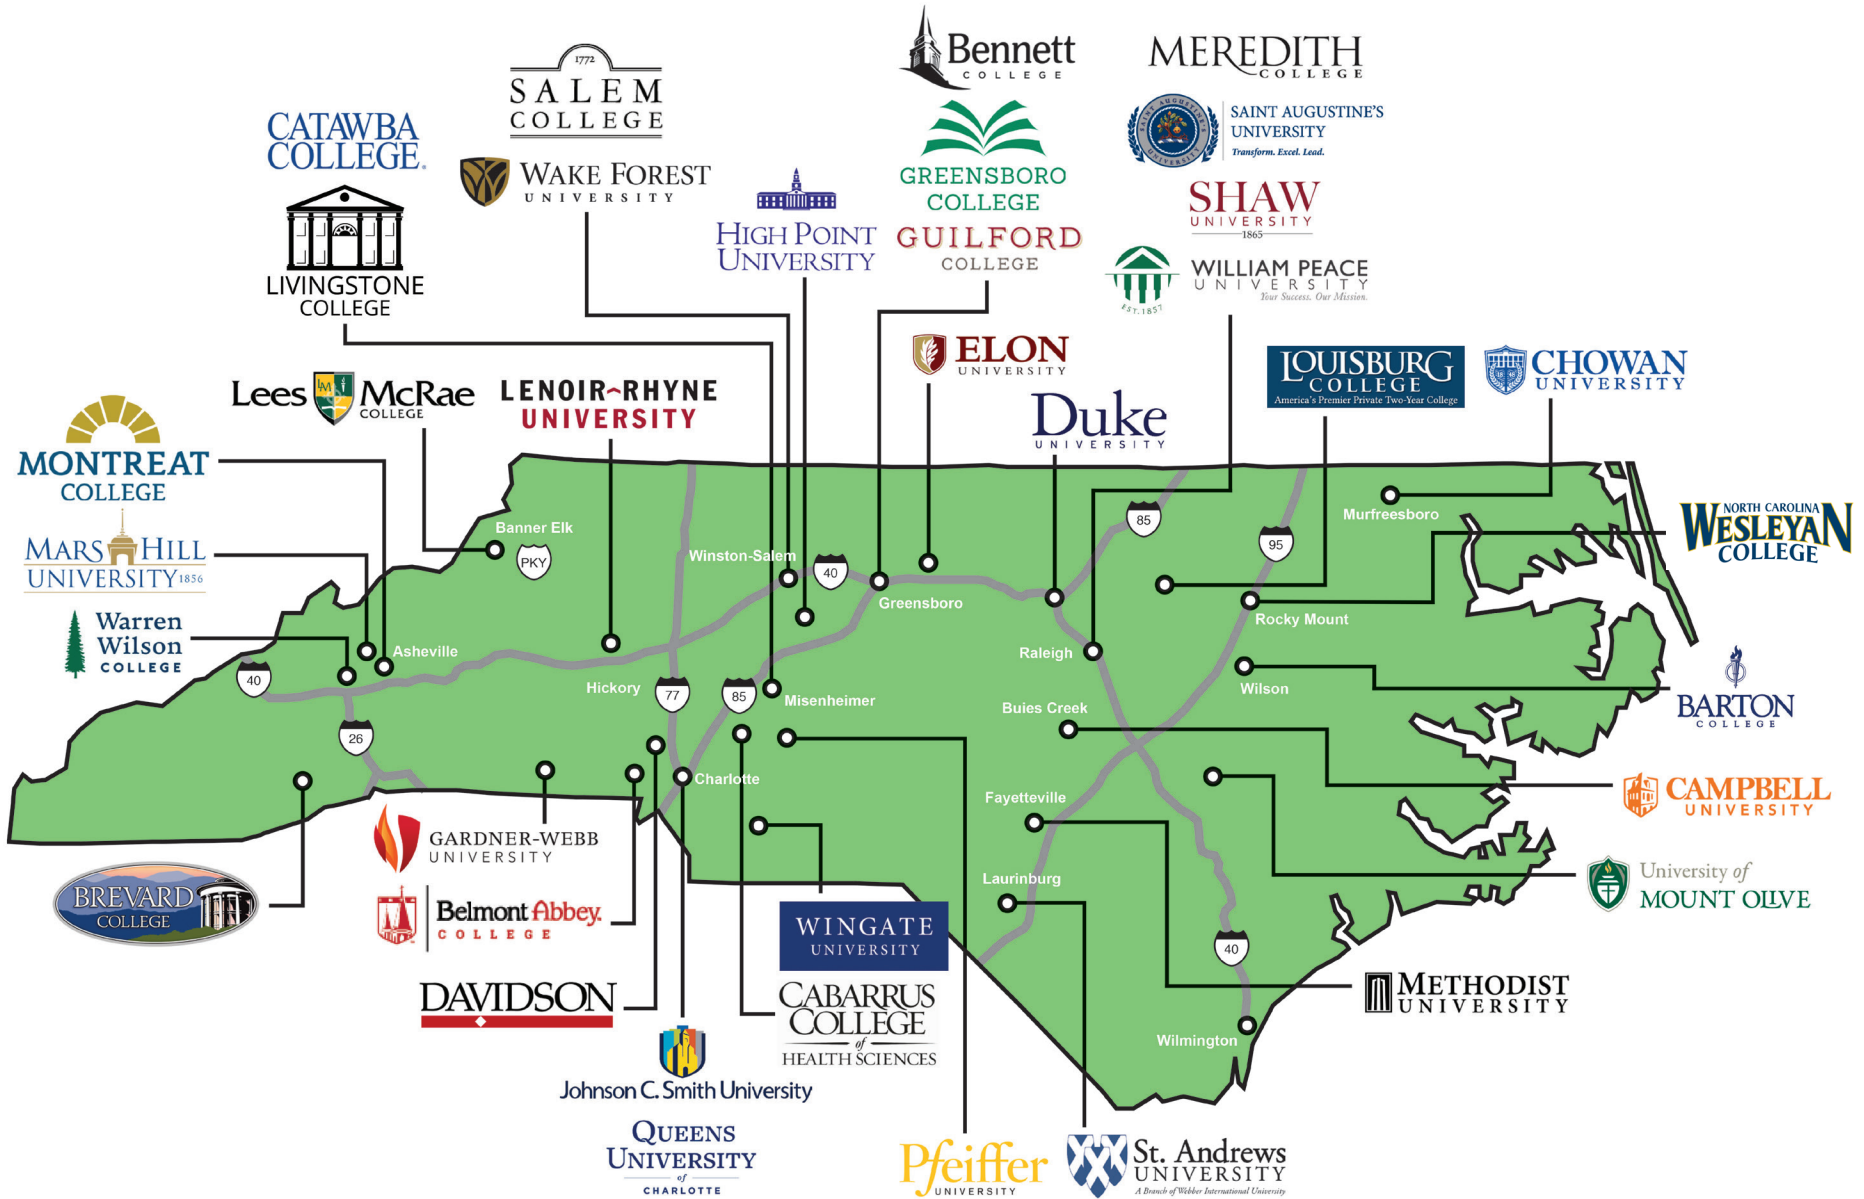 Bennett
COLLEGE
MEREDITH
COLLEGE
1772
SALEM
COLLEGE
GREENSBORO
COLLEGE
SAINT AUGUSTINE'S
UNIVERSITY
Transform. Excel. Lead.
SAINT AUGUSTINE'S
UNIVERSITY
CATAWBA
COLLEGE.
WAKE FOREST
UNIVERSITY
SHAW
UNIVERSITY
1865
LIVINGSTONE
COLLEGE
HIGH POINT
UNIVERSITY
GUILFORD
COLLEGE
EST. 1857
WILLIAM PEACE
UNIVERSITY
Your Success. Our Mission.
ELON
UNIVERSITY
LOUISBURG
COLLEGE
America's Premier Private Two-Year College
CHOWAN
UNIVERSITY
Lees LM McRae
COLLEGE
LENOIR-RHYNE
UNIVERSITY
Duke
UNIVERSITY
MONTREAT
COLLEGE
MARS HILL
UNIVERSITY 1856
Warren
Wilson
COLLEGE
NORTH CAROLINA
WESLEYAN
COLLEGE
BARTON
COLLEGE
CAMPBELL
UNIVERSITY
University of
MOUNT OLIVE
Banner Elk
PKY
Winston-Salem
40
Greensboro
85
95
Murfreesboro
Rocky Mount
Asheville
40
26
Hickory
77
85
Misenheimer
Raleigh
Wilson
Buies Creek
Charlotte
Fayetteville
Laurinburg
40
Wilmington
BREVARD
COLLEGE
GARDNER-WEBB
UNIVERSITY
Belmont Abbey.
COLLEGE
DAVIDSON
WINGATE
UNIVERSITY
CABARRUS
COLLEGE
of
HEALTH SCIENCES
METHODIST
UNIVERSITY
Johnson C. Smith University
QUEENS
UNIVERSITY
of
CHARLOTTE
Pfeiffer
UNIVERSITY
St. Andrews
UNIVERSITY
A Branch of Webber International University